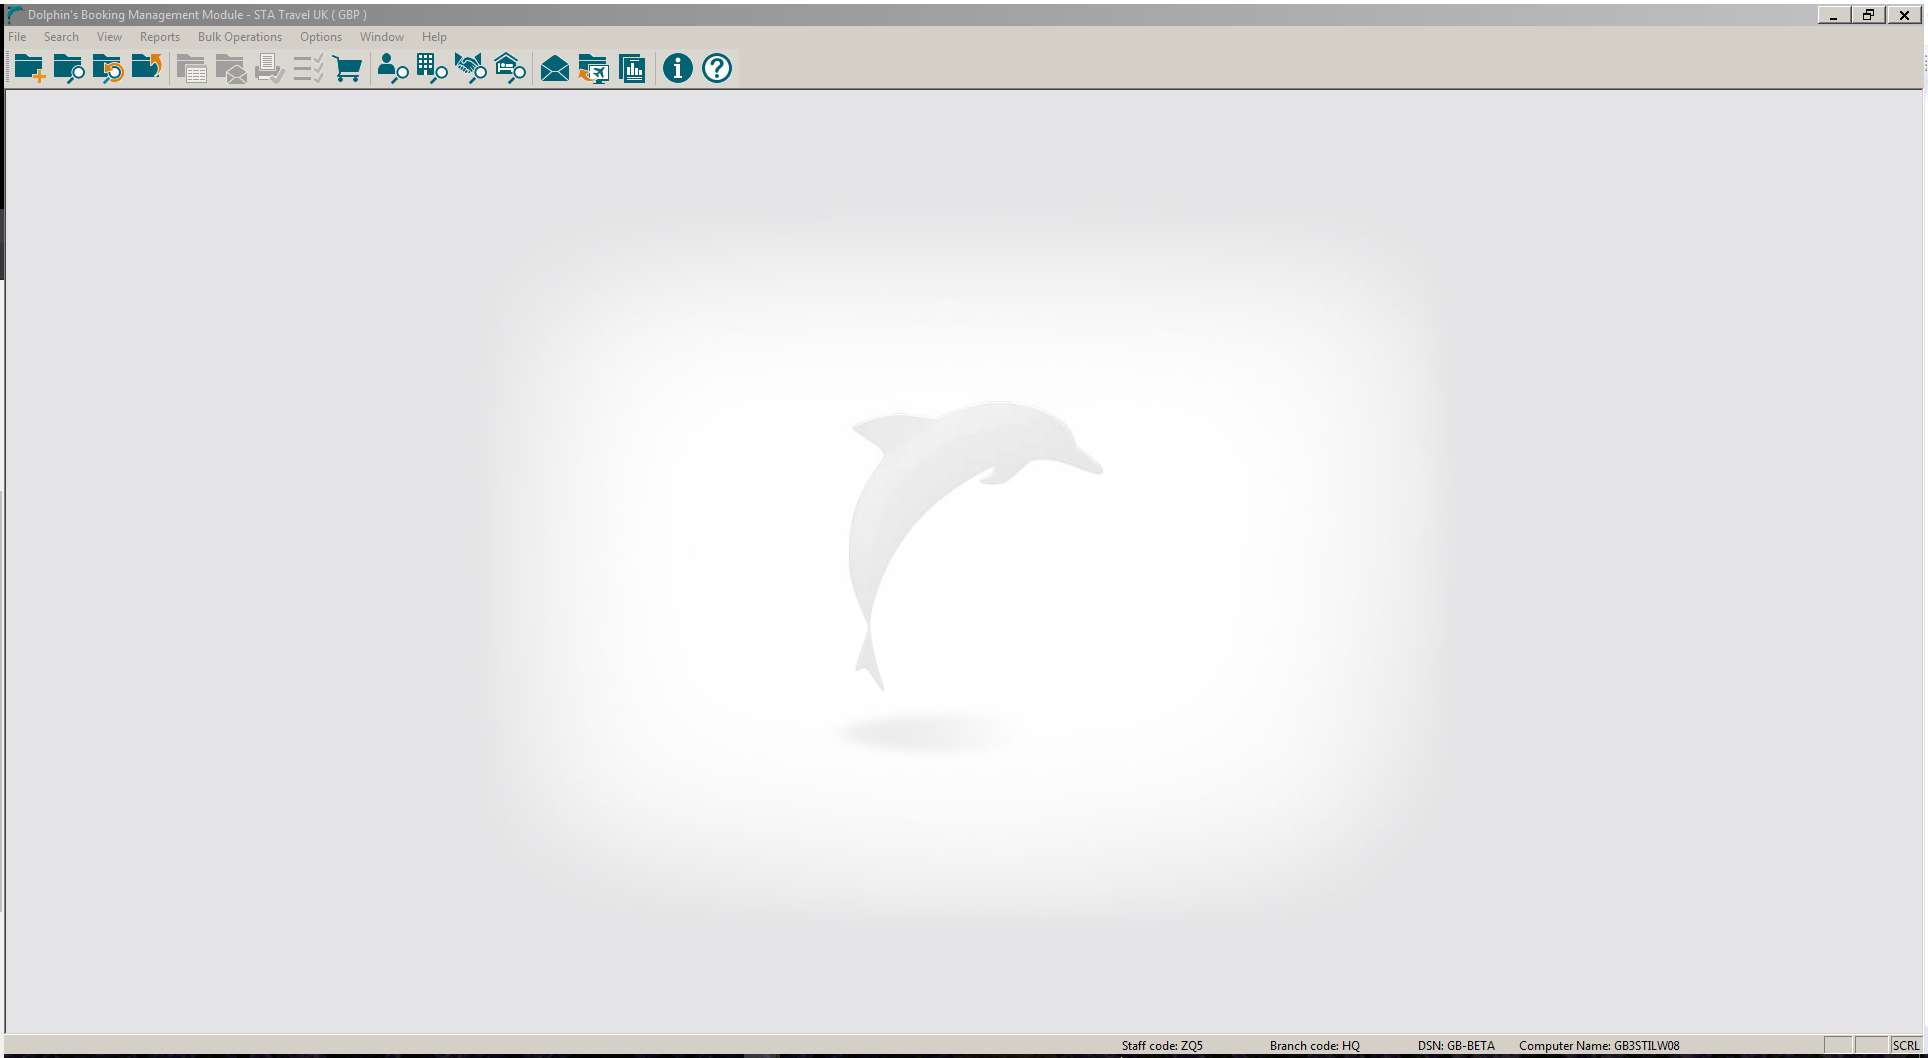 Dolphin's Booking Management Module - STA Travel UK ( GBP )
File Search View Reports Bulk Operations Options Window Help
Staff code: ZQ5 Branch code: HQ DSN: GB-BETA Computer Name: GB3STILW08 SCRL